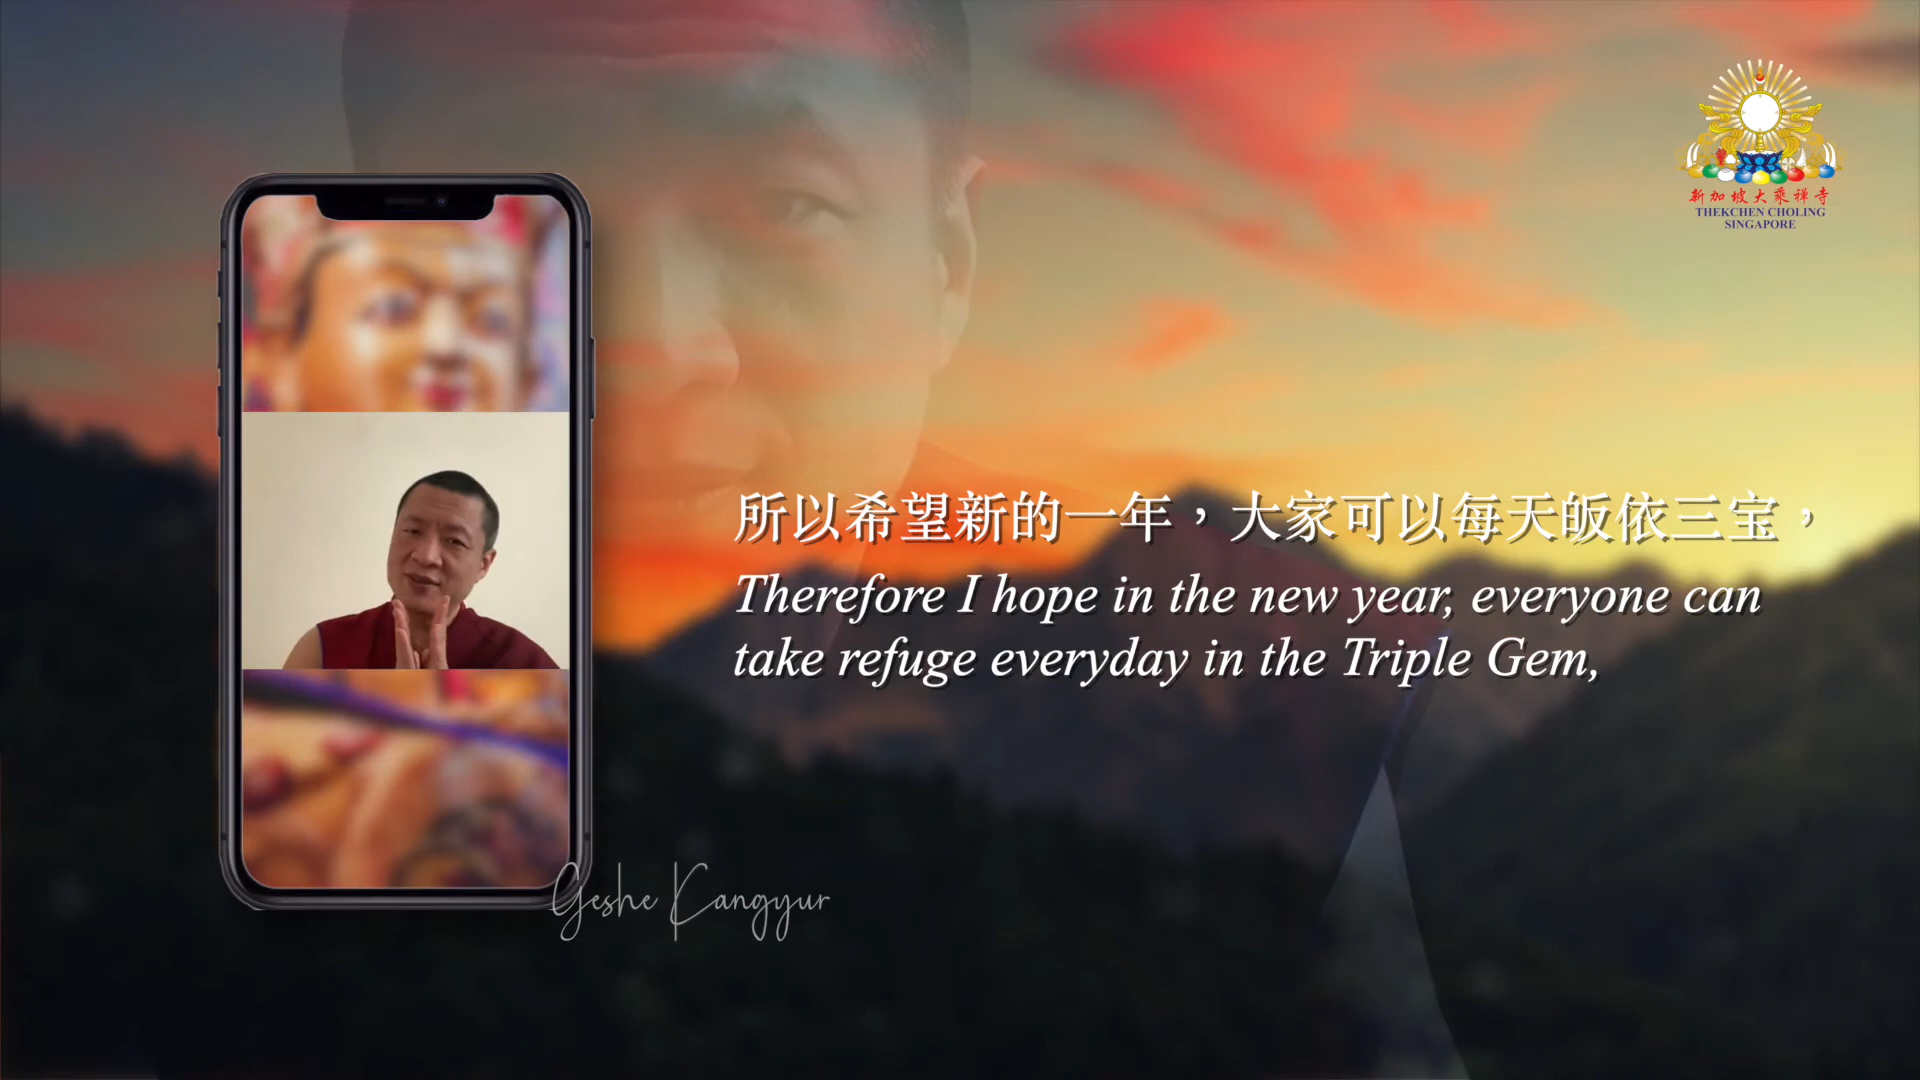 新加坡大乘禅寺
THEKCHEN CHOLING
SINGAPORE
所以希望新的一年，大家可以每天皈依三宝，
Therefore I hope in the new year, everyone can
take refuge everyday in the Triple Gem,
Geshe Kangyur